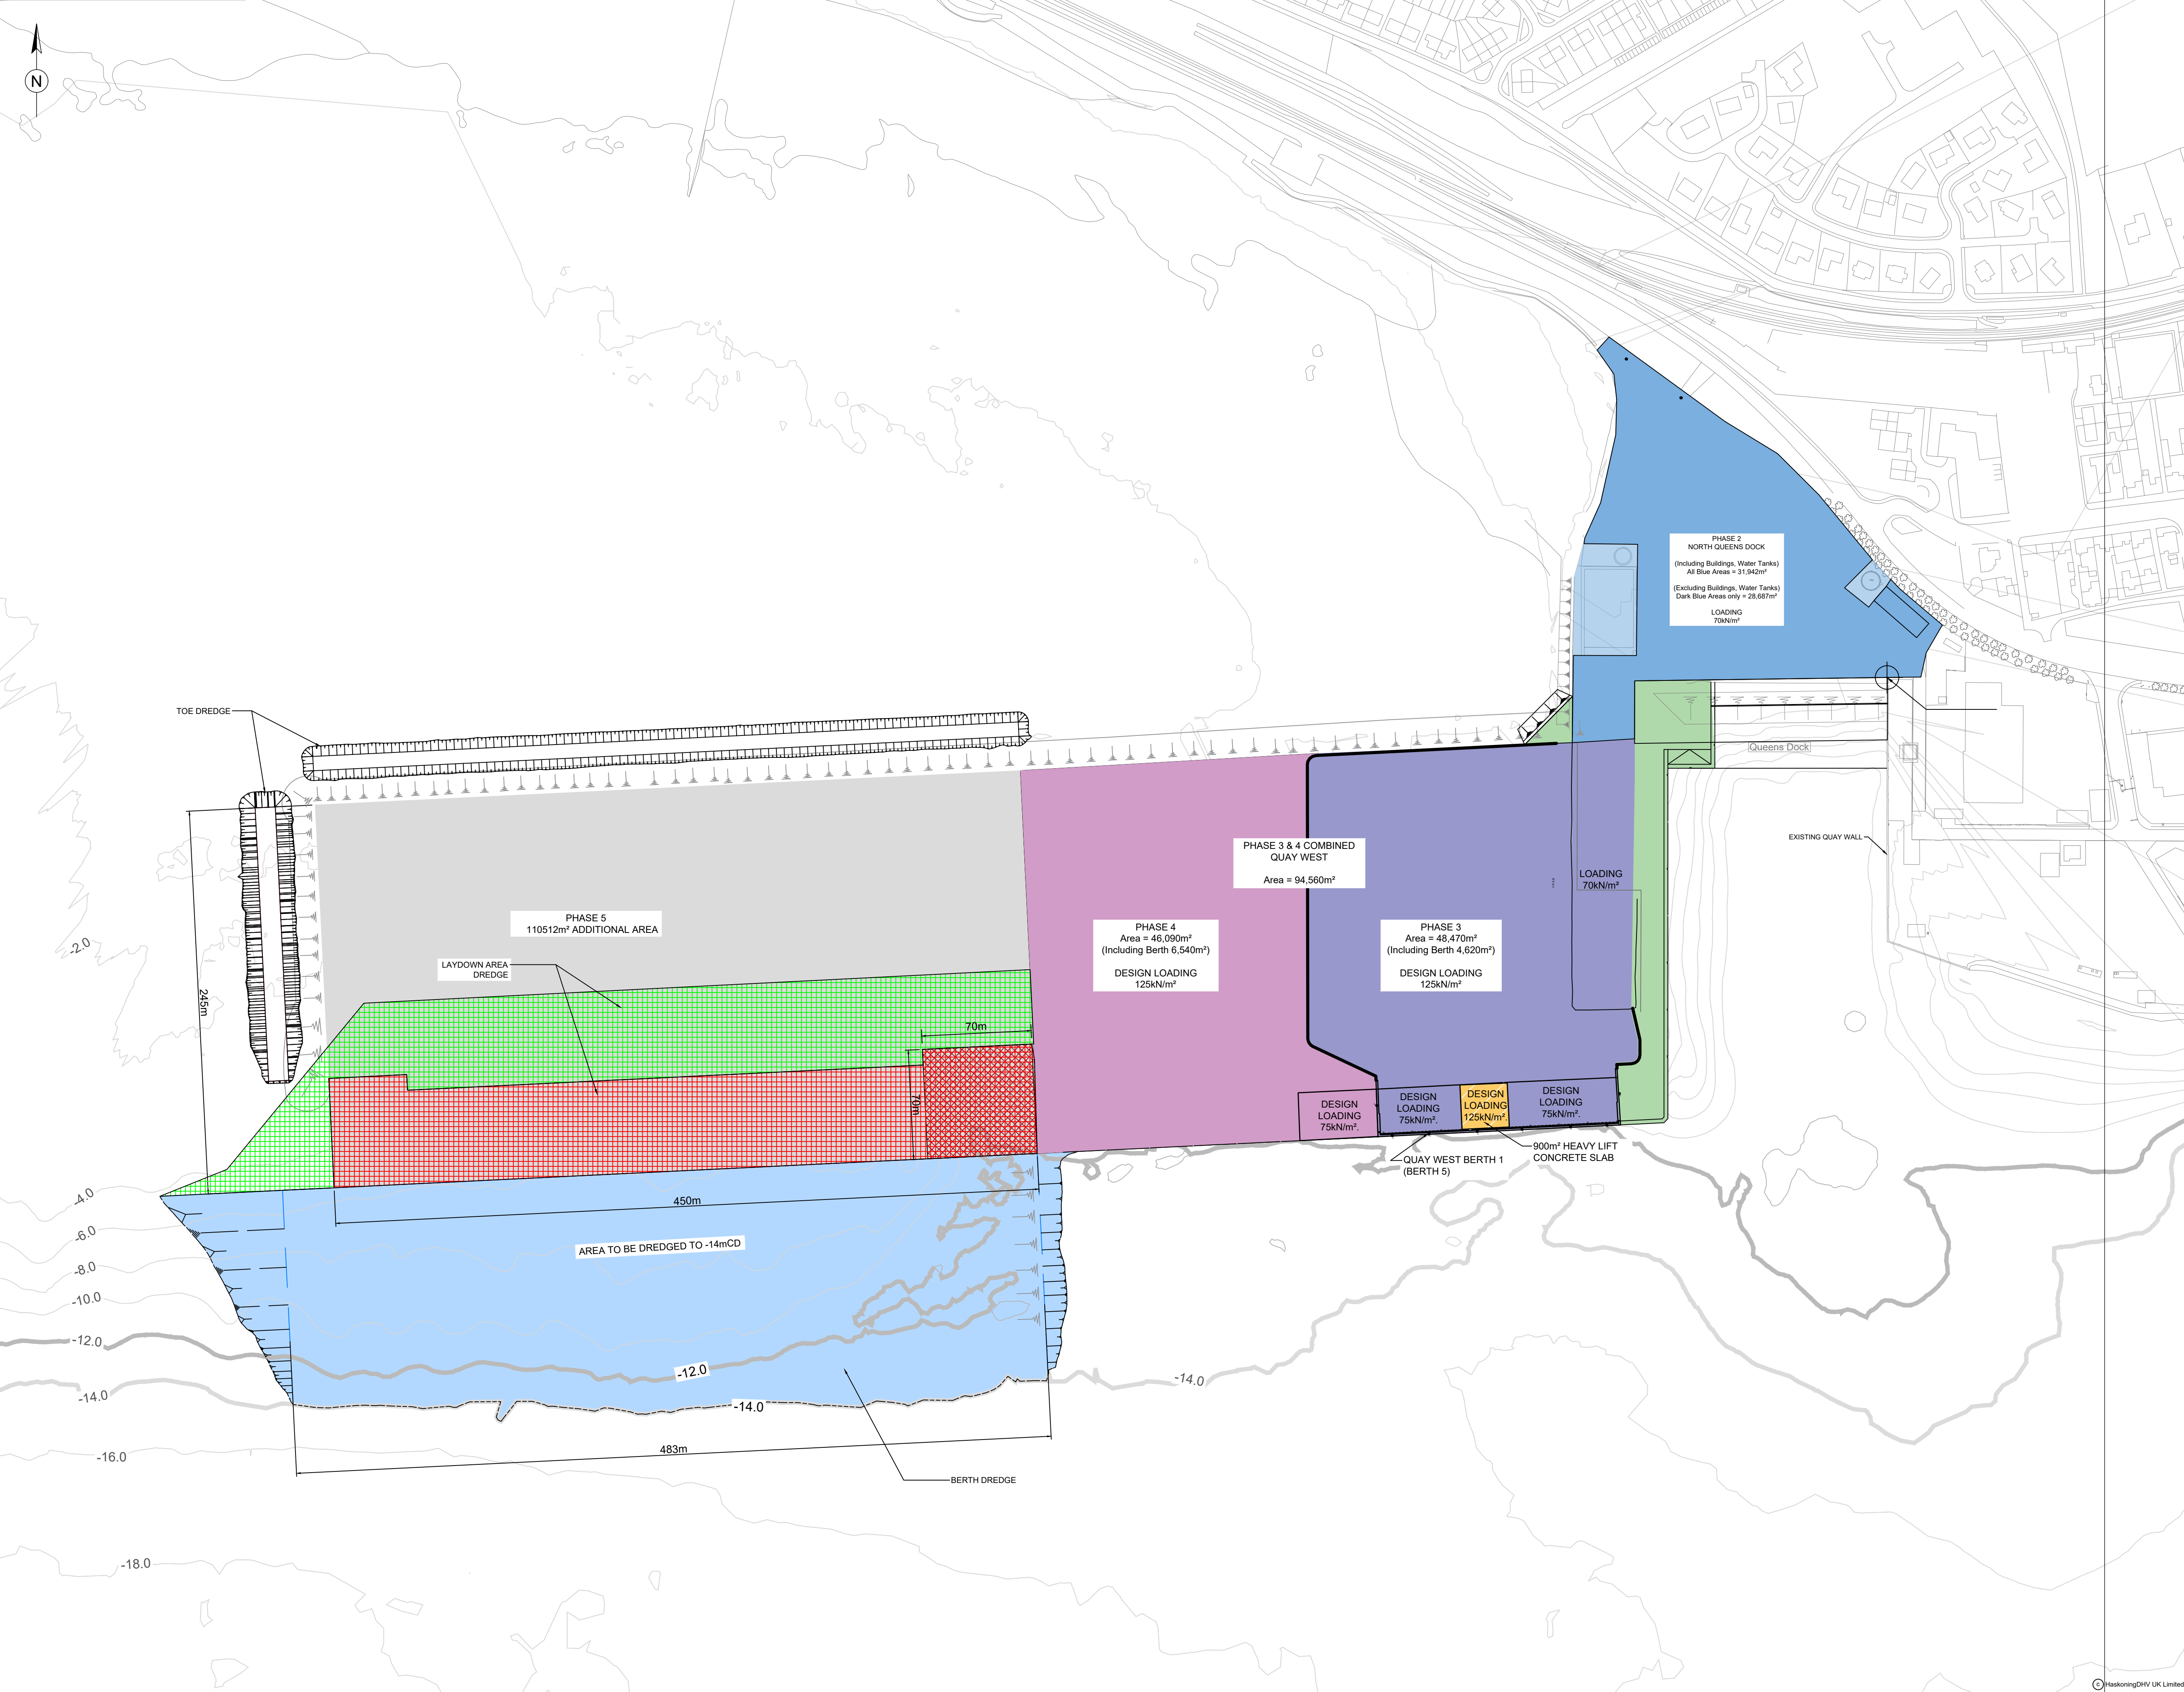 N
PHASE 2
NORTH QUEENS DOCK
(Including Buildings, Water Tanks)
All Blue Areas = 31,942m²
(Excluding Buildings, Water Tanks)
Dark Blue Areas only = 28,687m²
LOADING
70kN/m²
TOE DREDGE
Queens Dock
EXISTING QUAY WALL
PHASE 3 & 4 COMBINED
QUAY WEST
Area = 94,560m²
LOADING
70kN/m²
PHASE 5
110512m² ADDITIONAL AREA
PHASE 4
Area = 46,090m²
(Including Berth 6,540m²)
DESIGN LOADING
125kN/m²
PHASE 3
Area = 48,470m²
(Including Berth 4,620m²)
DESIGN LOADING
125kN/m²
-2.0
LAYDOWN AREA
DREDGE
245m
70m
70m
DESIGN
LOADING
75kN/m².
DESIGN
LOADING
75kN/m².
DESIGN
LOADING
125kN/m².
DESIGN
LOADING
75kN/m².
900m² HEAVY LIFT
CONCRETE SLAB
QUAY WEST BERTH 1
(BERTH 5)
-4.0
450m
-6.0
AREA TO BE DREDGED TO -14mCD
-8.0
-10.0
-12.0
-12.0
-14.0
-14.0
-14.0
483m
-16.0
BERTH DREDGE
-18.0
© HaskoningDHV UK Limited